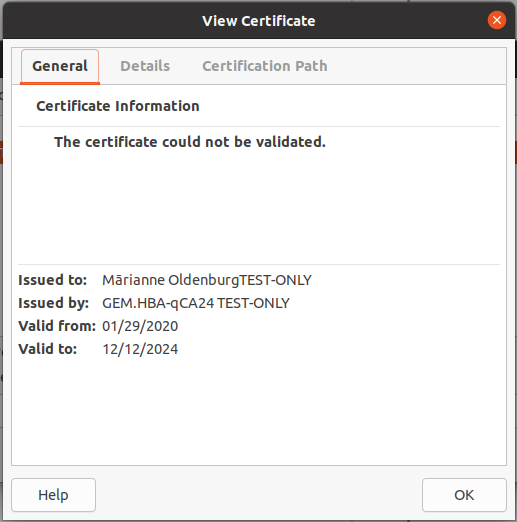 View Certificate
General Details Certification Path
Certificate Information
The certificate could not be validated.
Issued to: Mārianne OldenburgTEST-ONLY
Issued by: GEM.HBA-qCA24 TEST-ONLY
Valid from: 01/29/2020
Valid to: 12/12/2024
Help OK